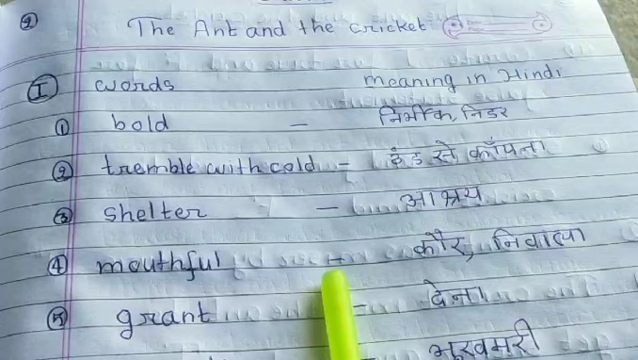 2 The Ant and the cricket
I words meaning in Hindi
1 bold – निर्भीक, निडर
2 tremble with cold – ठंड से काँपना
3 shelter – आश्रय
4 mouthful – कौर, निवाला
5 grant – देना
भुखमरी